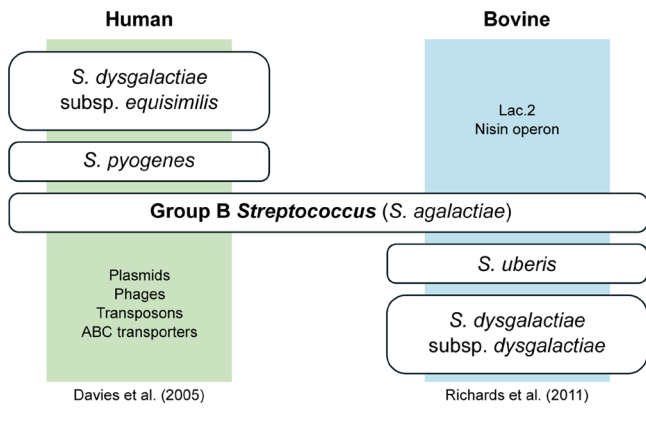 Human
Bovine
S. dysgalactiae
subsp. equisimilis
Lac.2
Nisin operon
S. pyogenes
Group B Streptococcus (S. agalactiae)
S. uberis
Plasmids
Phages
Transposons
ABC transporters
S. dysgalactiae
subsp. dysgalactiae
Davies et al. (2005)
Richards et al. (2011)